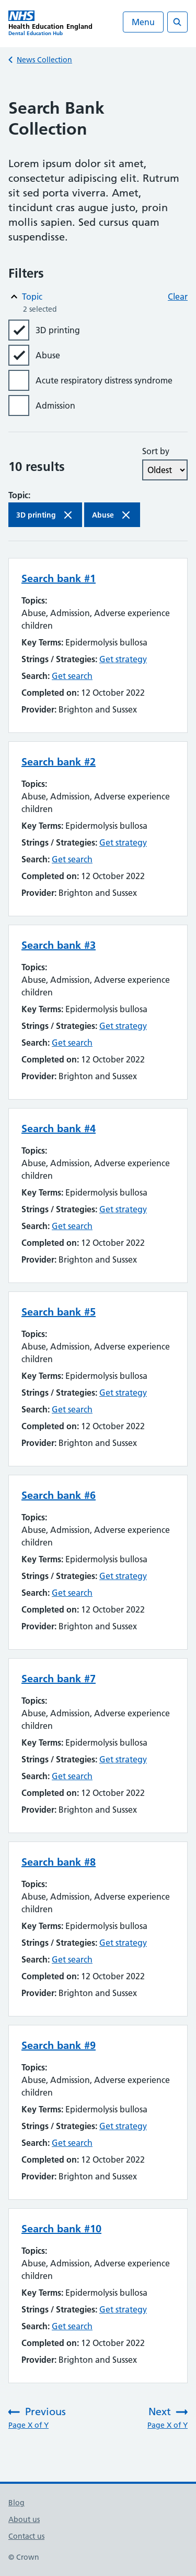 NHS
Health Education England
Dental Education Hub
Menu
News Collection
Search Bank
Collection
Lorem ipsum dolor sit amet,
consectetur adipiscing elit. Rutrum
sed sit porta viverra. Amet,
tincidunt cras augue justo, proin
mollis sapien. Sed cursus quam
suspendisse.
Filters
Topic
Clear
2 selected
3D printing
Abuse
Acute respiratory distress syndrome
Admission
Sort by
10 results
Oldest
Topic:
3D printing
Abuse
Search bank #1
Topics:
Abuse, Admission, Adverse experience
children
Key Terms: Epidermolysis bullosa
Strings / Strategies: Get strategy
Search: Get search
Completed on: 12 October 2022
Provider: Brighton and Sussex
Search bank #2
Topics:
Abuse, Admission, Adverse experience
children
Key Terms: Epidermolysis bullosa
Strings / Strategies: Get strategy
Search: Get search
Completed on: 12 October 2022
Provider: Brighton and Sussex
Search bank #3
Topics:
Abuse, Admission, Adverse experience
children
Key Terms: Epidermolysis bullosa
Strings / Strategies: Get strategy
Search: Get search
Completed on: 12 October 2022
Provider: Brighton and Sussex
Search bank #4
Topics:
Abuse, Admission, Adverse experience
children
Key Terms: Epidermolysis bullosa
Strings / Strategies: Get strategy
Search: Get search
Completed on: 12 October 2022
Provider: Brighton and Sussex
Search bank #5
Topics:
Abuse, Admission, Adverse experience
children
Key Terms: Epidermolysis bullosa
Strings / Strategies: Get strategy
Search: Get search
Completed on: 12 October 2022
Provider: Brighton and Sussex
Search bank #6
Topics:
Abuse, Admission, Adverse experience
children
Key Terms: Epidermolysis bullosa
Strings / Strategies: Get strategy
Search: Get search
Completed on: 12 October 2022
Provider: Brighton and Sussex
Search bank #7
Topics:
Abuse, Admission, Adverse experience
children
Key Terms: Epidermolysis bullosa
Strings / Strategies: Get strategy
Search: Get search
Completed on: 12 October 2022
Provider: Brighton and Sussex
Search bank #8
Topics:
Abuse, Admission, Adverse experience
children
Key Terms: Epidermolysis bullosa
Strings / Strategies: Get strategy
Search: Get search
Completed on: 12 October 2022
Provider: Brighton and Sussex
Search bank #9
Topics:
Abuse, Admission, Adverse experience
children
Key Terms: Epidermolysis bullosa
Strings / Strategies: Get strategy
Search: Get search
Completed on: 12 October 2022
Provider: Brighton and Sussex
Search bank #10
Topics:
Abuse, Admission, Adverse experience
children
Key Terms: Epidermolysis bullosa
Strings / Strategies: Get strategy
Search: Get search
Completed on: 12 October 2022
Provider: Brighton and Sussex
Previous
Next
Page X of Y
Page X of Y
Blog
About us
Contact us
© Crown